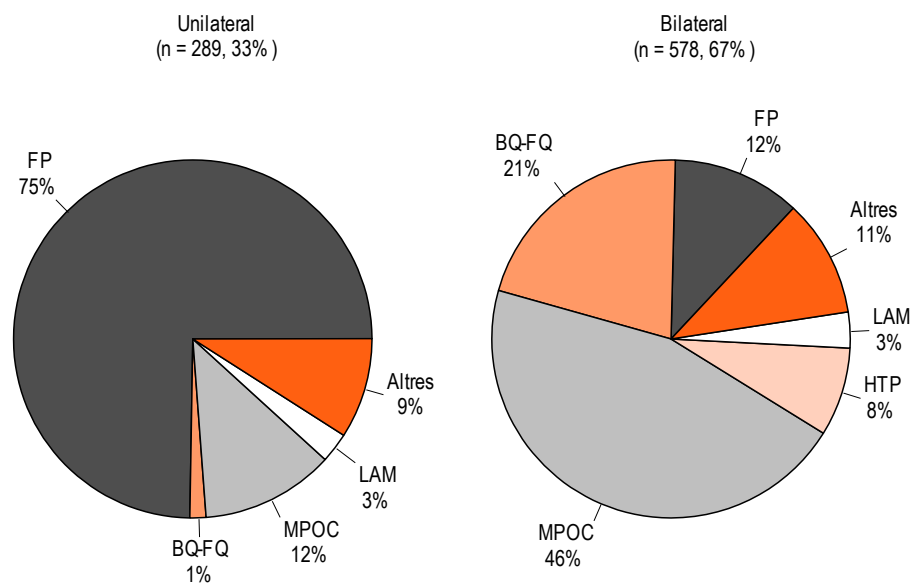 Unilateral
(n = 289, 33% )
FP
75%
Altres
9%
LAM
3%
MPOC
12%
BQ-FQ
1%
Bilateral
(n = 578, 67% )
FP
12%
Altres
11%
LAM
3%
HTP
8%
MPOC
46%
BQ-FQ
21%